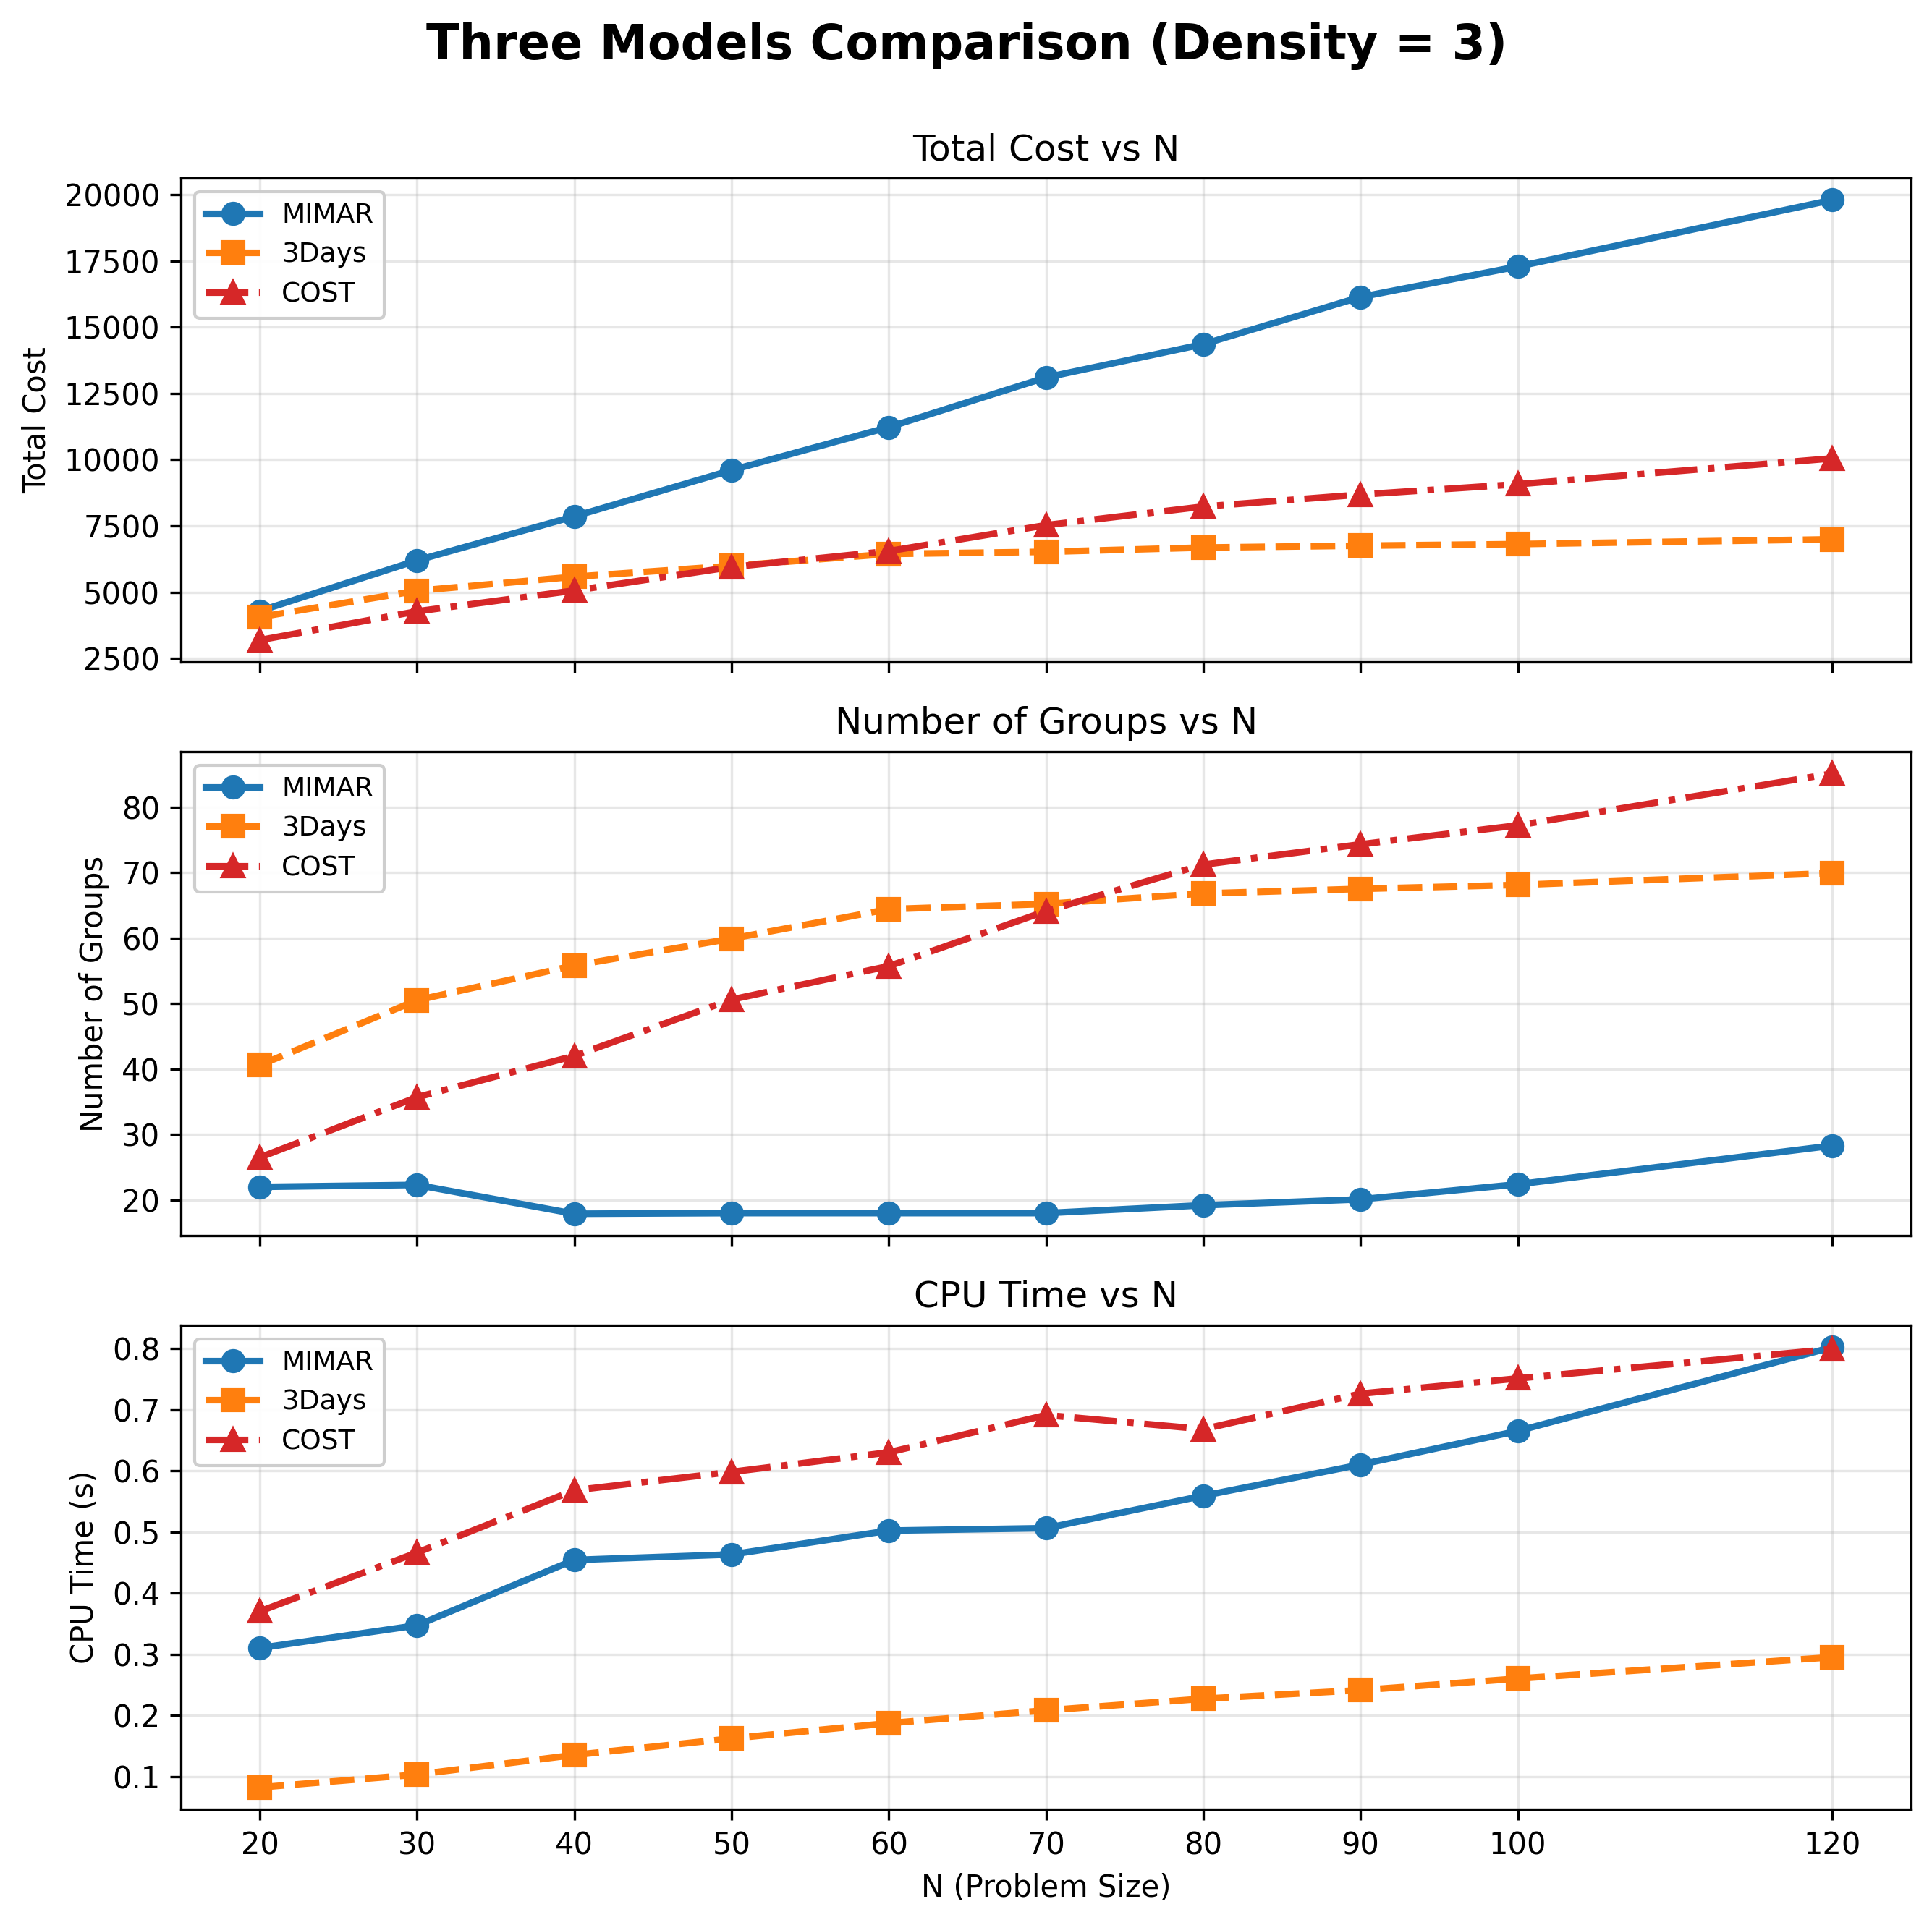 Three Models Comparison (Density = 3)
Total Cost vs N
20000
17500
15000
12500
10000
7500
5000
2500
Total Cost
MIMAR
3Days
COST
Number of Groups vs N
80
70
60
50
40
30
20
Number of Groups
MIMAR
3Days
COST
CPU Time vs N
0.8
0.7
0.6
0.5
0.4
0.3
0.2
0.1
CPU Time (s)
MIMAR
3Days
COST
20 30 40 50 60 70 80 90 100 120
N (Problem Size)